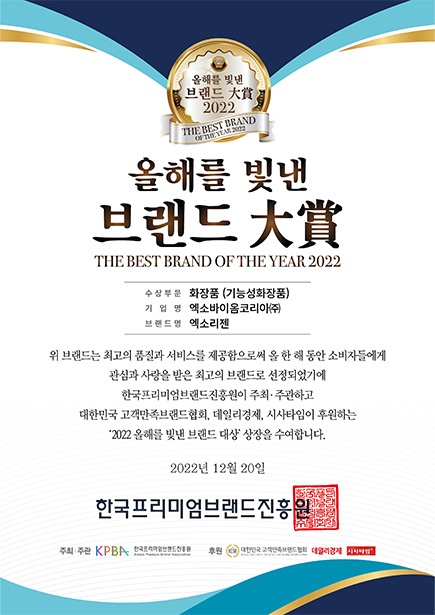 올해를 빛낸
브랜드 大賞
2022
THE BEST BRAND
OF THE YEAR 2022
올해를 빛낸
브랜드 大賞
THE BEST BRAND OF THE YEAR 2022
수상부문 화장품 (기능성화장품)
기업명 엑소바이옴코리아㈜
브랜드명 엑소리젠
위 브랜드는 최고의 품질과 서비스를 제공함으로써 올 한 해 동안 소비자들에게
관심과 사랑을 받은 최고의 브랜드로 선정되었기에
한국프리미엄브랜드진흥원이 주최·주관하고
대한민국 고객만족브랜드협회, 데일리경제, 시사타임이 후원하는
‘2022 올해를 빛낸 브랜드 대상’ 상장을 수여합니다.
2022년 12월 20일
한국프리미엄브랜드진흥원
주최·주관 KPBA 한국프리미엄브랜드진흥원
Korea Premium Brand Association
후원 대한민국 고객만족브랜드협회 데일리경제 시사타임